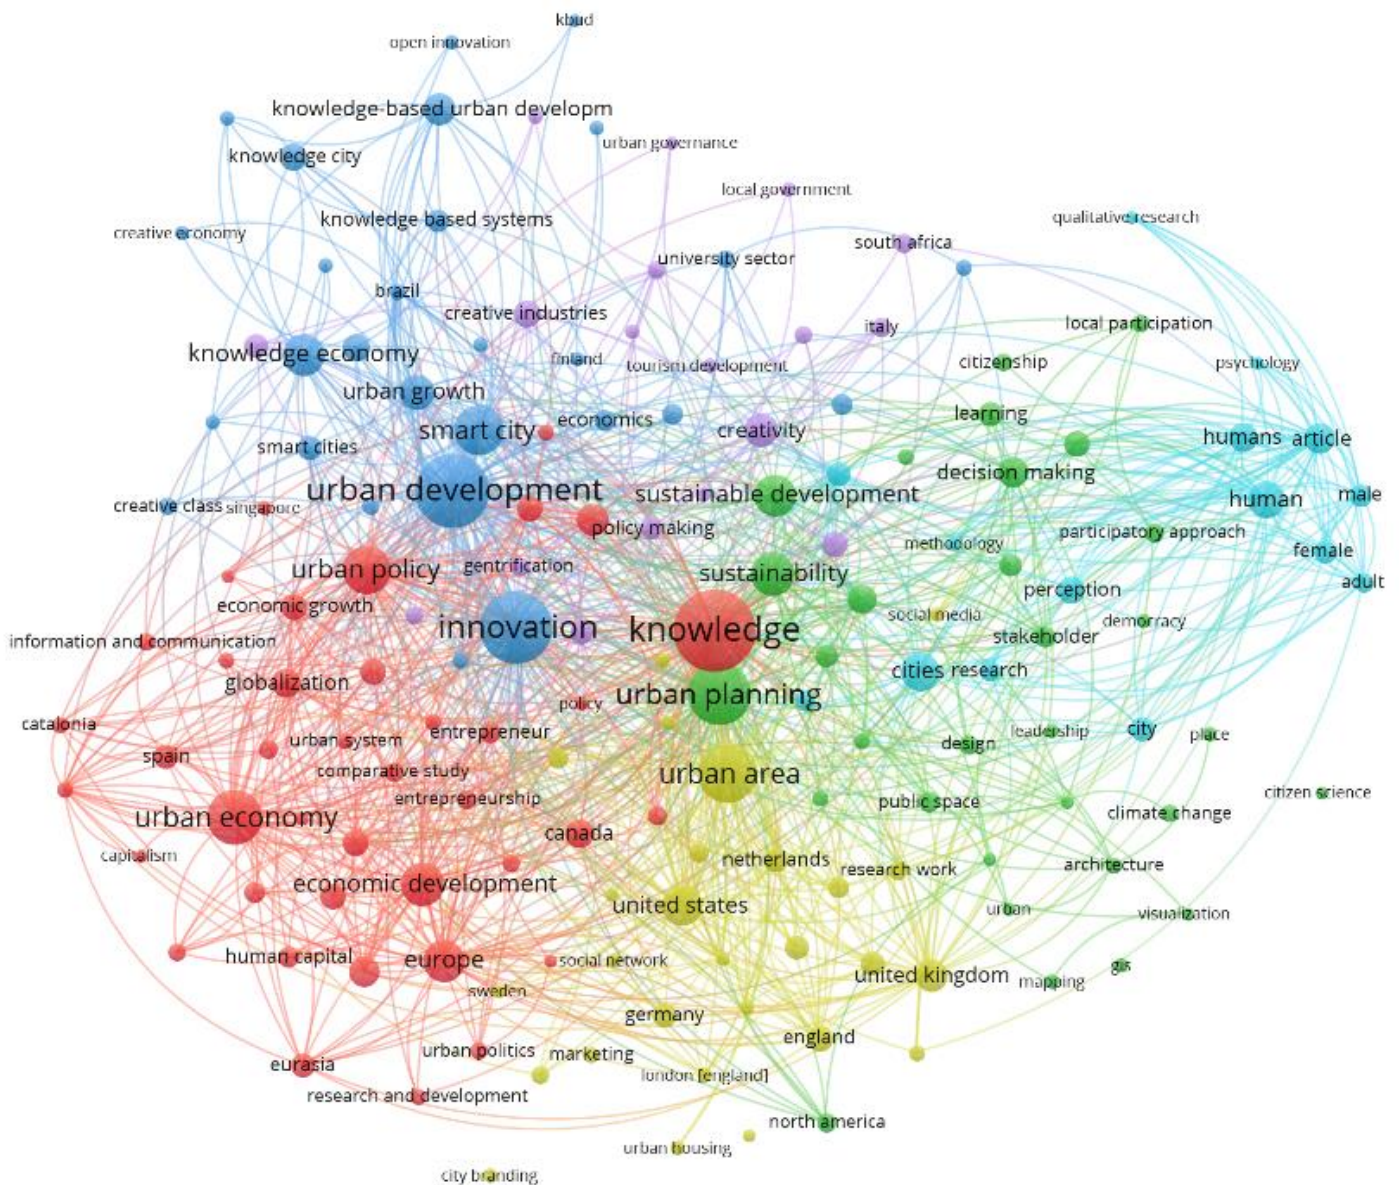 kbud
open innovation
knowledge-based urban developm
urban governance
knowledge city
local government
qualitative research
knowledge based systems
creative economy
south africa
university sector
brazil
creative industries
local participation
italy
knowledge economy
finland
tourism development
citizenship
psychology
urban growth
learning
economics
smart city
creativity
humans
article
smart cities
decision making
urban development
sustainable development
human
male
creative class
singapore
policy making
participatory approach
methodology
female
urban policy
gentrification
sustainability
adult
perception
economic growth
social media
democracy
innovation
knowledge
stakeholder
information and communication
cities
research
globalization
urban planning
policy
catalonia
entrepreneur
city
leadership
place
urban system
design
spain
comparative study
urban area
entrepreneurship
public space
citizen science
climate change
urban economy
canada
capitalism
netherlands
research work
architecture
economic development
united states
urban
visualization
human capital
europe
social network
gis
united kingdom
mapping
sweden
germany
england
urban politics
marketing
eurasia
london [england]
research and development
north america
urban housing
city branding